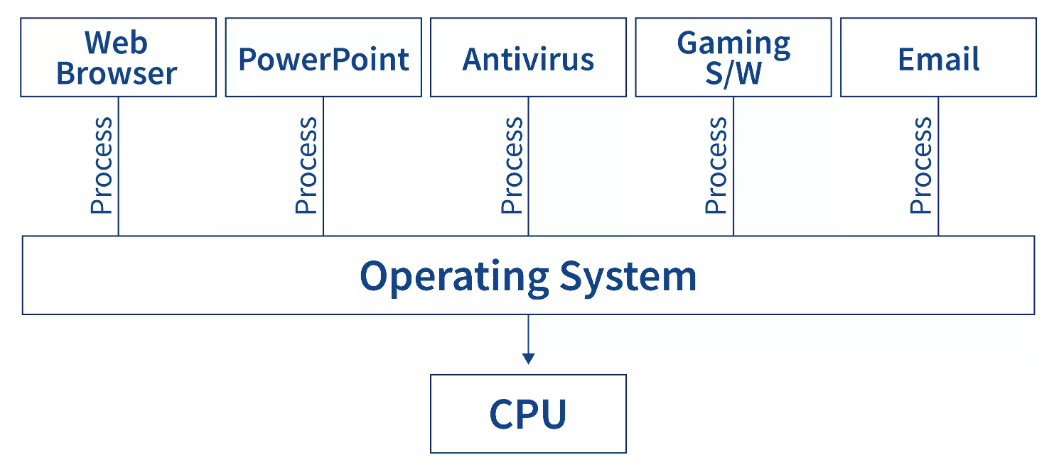 Web
Browser
PowerPoint
Antivirus
Gaming
S/W
Email
Process
Process
Process
Process
Process
Operating System
CPU